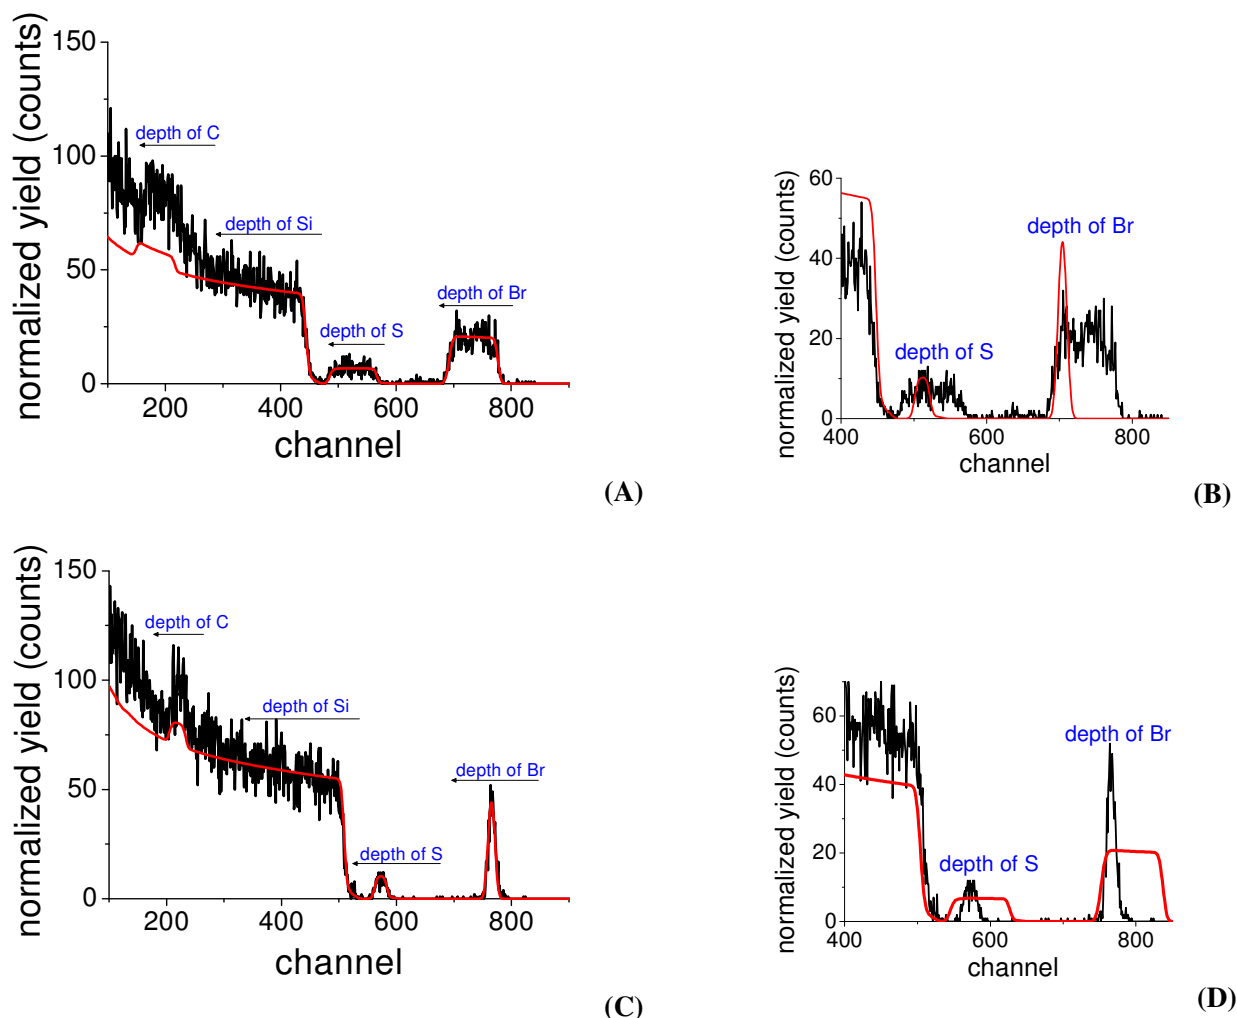 150
100
50
0
normalized yield (counts)
depth of C
depth of Si
depth of S
depth of Br
200 400 600 800
channel
(A)
60
40
20
0
normalized yield (counts)
depth of Br
depth of S
400 600 800
channel
(B)
150
100
50
0
normalized yield (counts)
depth of C
depth of Si
depth of Br
depth of S
200 400 600 800
channel
(C)
60
40
20
0
normalized yield (counts)
depth of Br
depth of S
400 600 800
channel
(D)